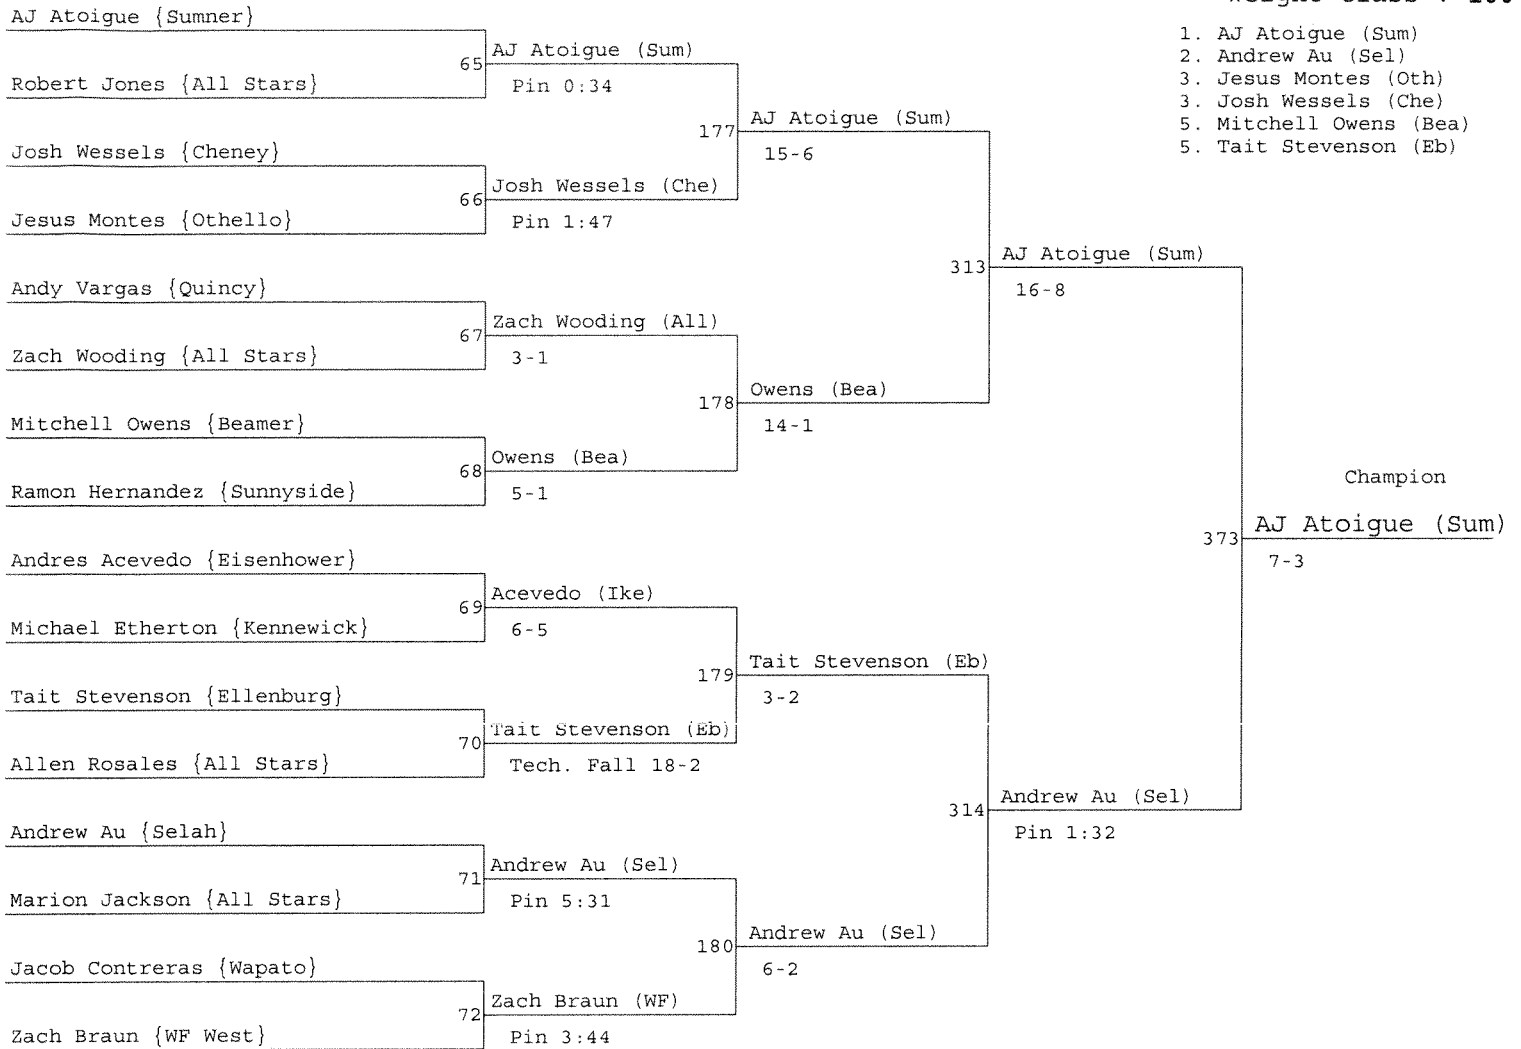 AJ Atoigue {Sumner}
65
AJ Atoigue (Sum)
Pin 0:34
Robert Jones {All Stars}
177
AJ Atoigue (Sum)
15-6
Josh Wessels {Cheney}
66
Josh Wessels (Che)
Pin 1:47
Jesus Montes {Othello}
313
AJ Atoigue (Sum)
16-8
Andy Vargas {Quincy}
67
Zach Wooding (All)
3-1
Zach Wooding {All Stars}
178
Owens (Bea)
14-1
Mitchell Owens {Beamer}
68
Owens (Bea)
5-1
Ramon Hernandez {Sunnyside}
Champion
373
AJ Atoigue (Sum)
7-3
Andres Acevedo {Eisenhower}
69
Acevedo (Ike)
6-5
Michael Etherton {Kennewick}
179
Tait Stevenson (Eb)
3-2
Tait Stevenson {Ellenburg}
70
Tait Stevenson (Eb)
Tech. Fall 18-2
Allen Rosales {All Stars}
314
Andrew Au (Sel)
Pin 1:32
Andrew Au {Selah}
71
Andrew Au (Sel)
Pin 5:31
Marion Jackson {All Stars}
180
Andrew Au (Sel)
6-2
Jacob Contreras {Wapato}
72
Zach Braun (WF)
Pin 3:44
Zach Braun {WF West}
1. AJ Atoigue (Sum)
2. Andrew Au (Sel)
3. Jesus Montes (Oth)
3. Josh Wessels (Che)
5. Mitchell Owens (Bea)
5. Tait Stevenson (Eb)